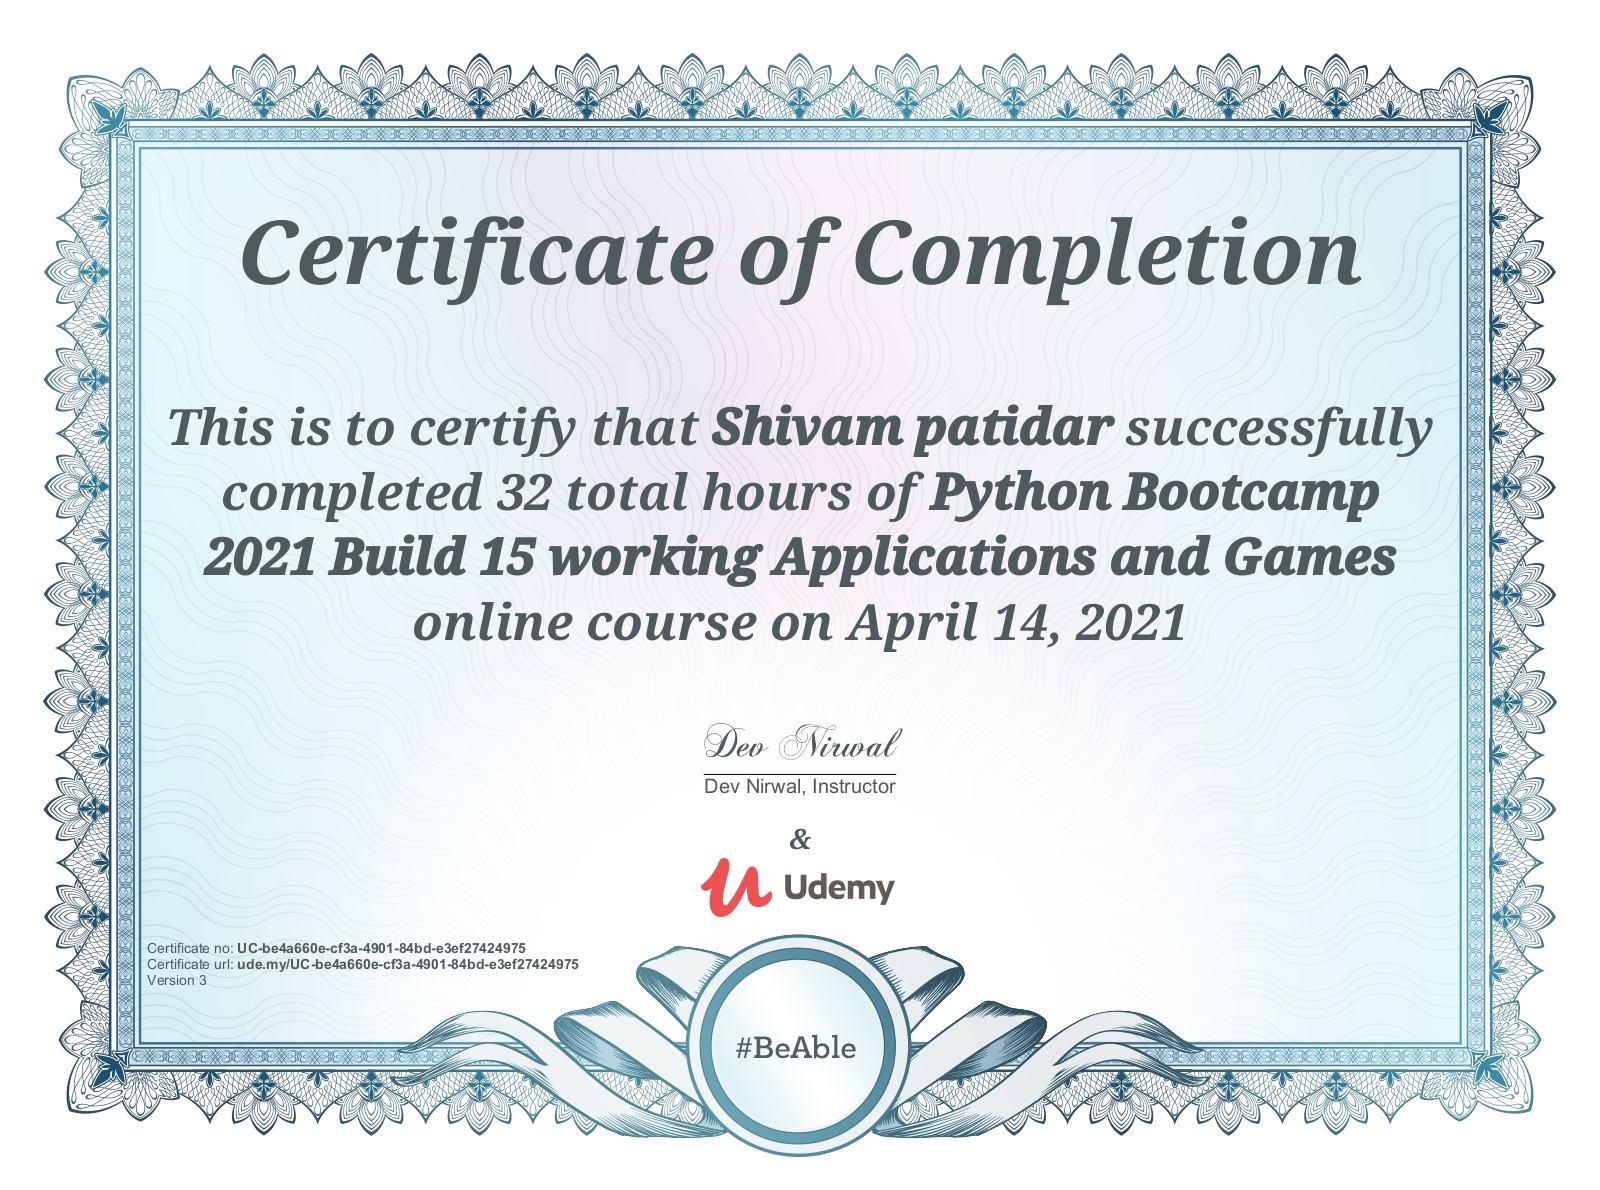 Certificate of Completion
This is to certify that Shivam patidar successfully
completed 32 total hours of Python Bootcamp
2021 Build 15 working Applications and Games
online course on April 14, 2021
Dev Nirwal
Dev Nirwal, Instructor
&
Udemy
Certificate no: UC-be4a660e-cf3a-4901-84bd-e3ef27424975
Certificate url: ude.my/UC-be4a660e-cf3a-4901-84bd-e3ef27424975
Version 3
#BeAble